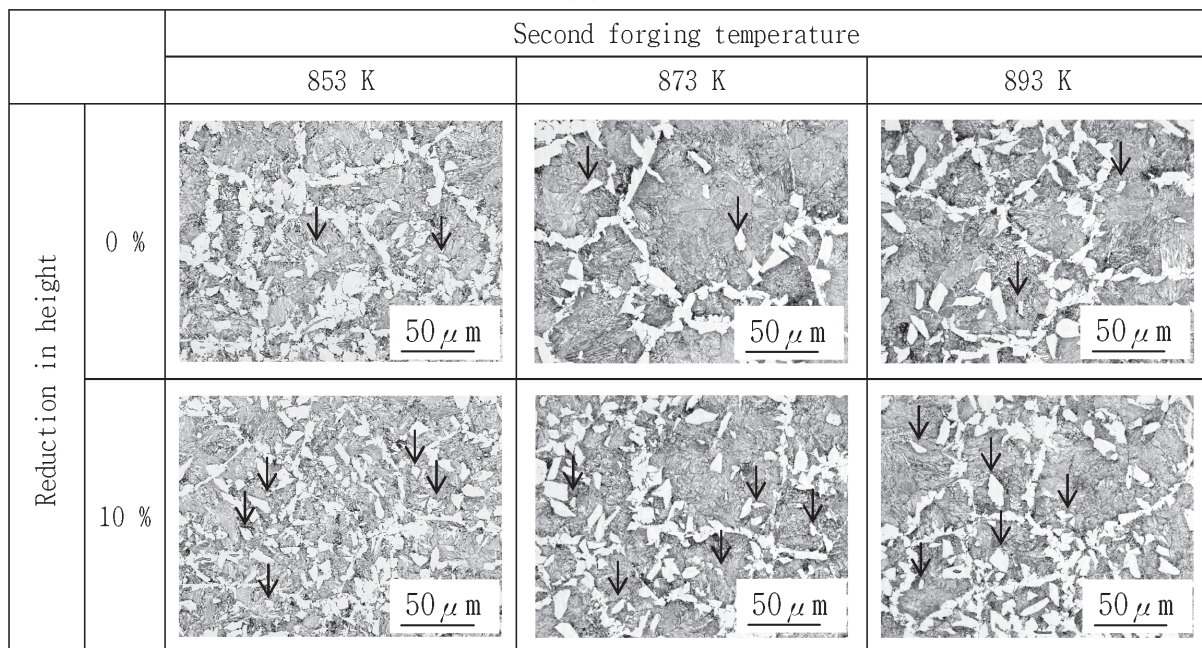 Second forging temperature
853 K
873 K
893 K
Reduction in height
0 %
50 μm
50 μm
50 μm
10 %
50 μm
50 μm
50 μm